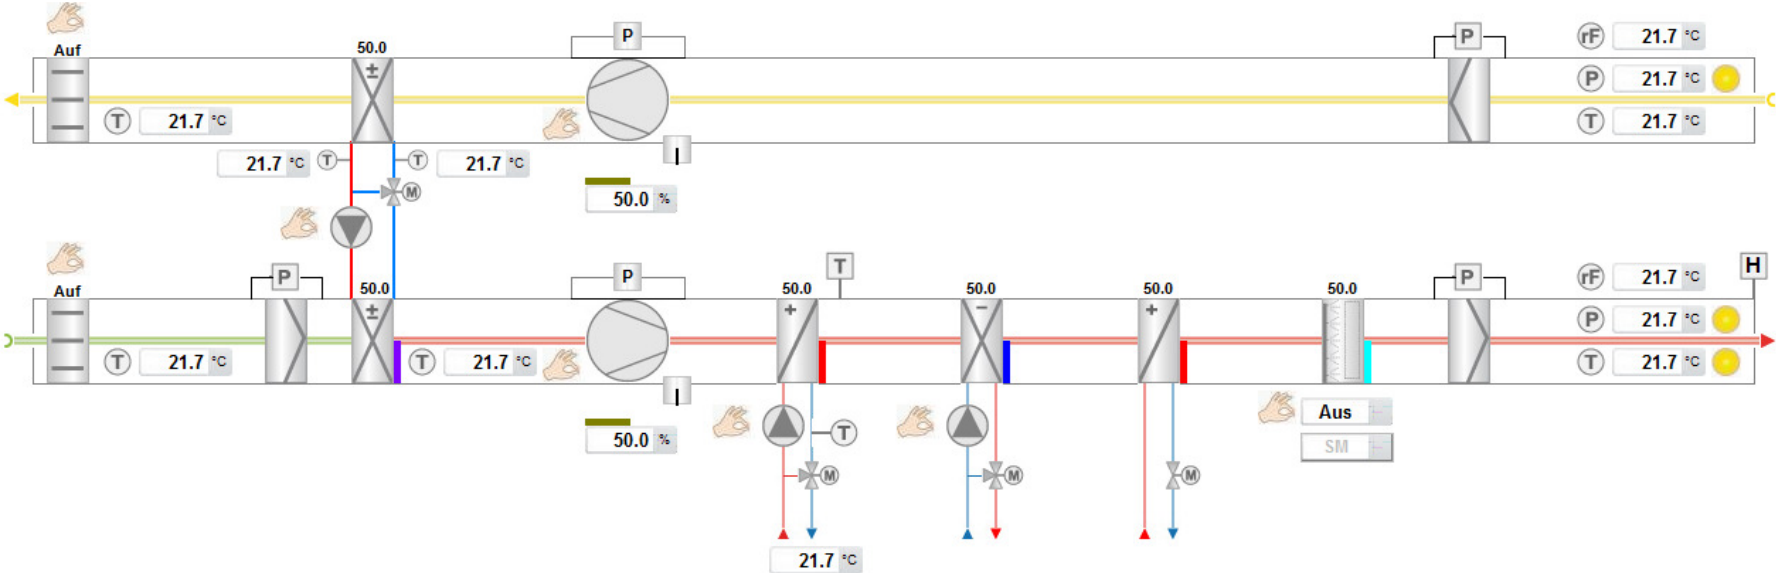 Auf
50.0
±
P
P
rF 21.7 °C
P 21.7 °C
T 21.7 °C
T 21.7 °C
21.7 °C T
T 21.7 °C
M
50.0 %
Auf
P
50.0
±
P
T
50.0
+
50.0
−
50.0
+
50.0
P
rF 21.7 °C
H
P 21.7 °C
T 21.7 °C
T 21.7 °C
T 21.7 °C
50.0 %
T
M
M
M
Aus
SM
21.7 °C